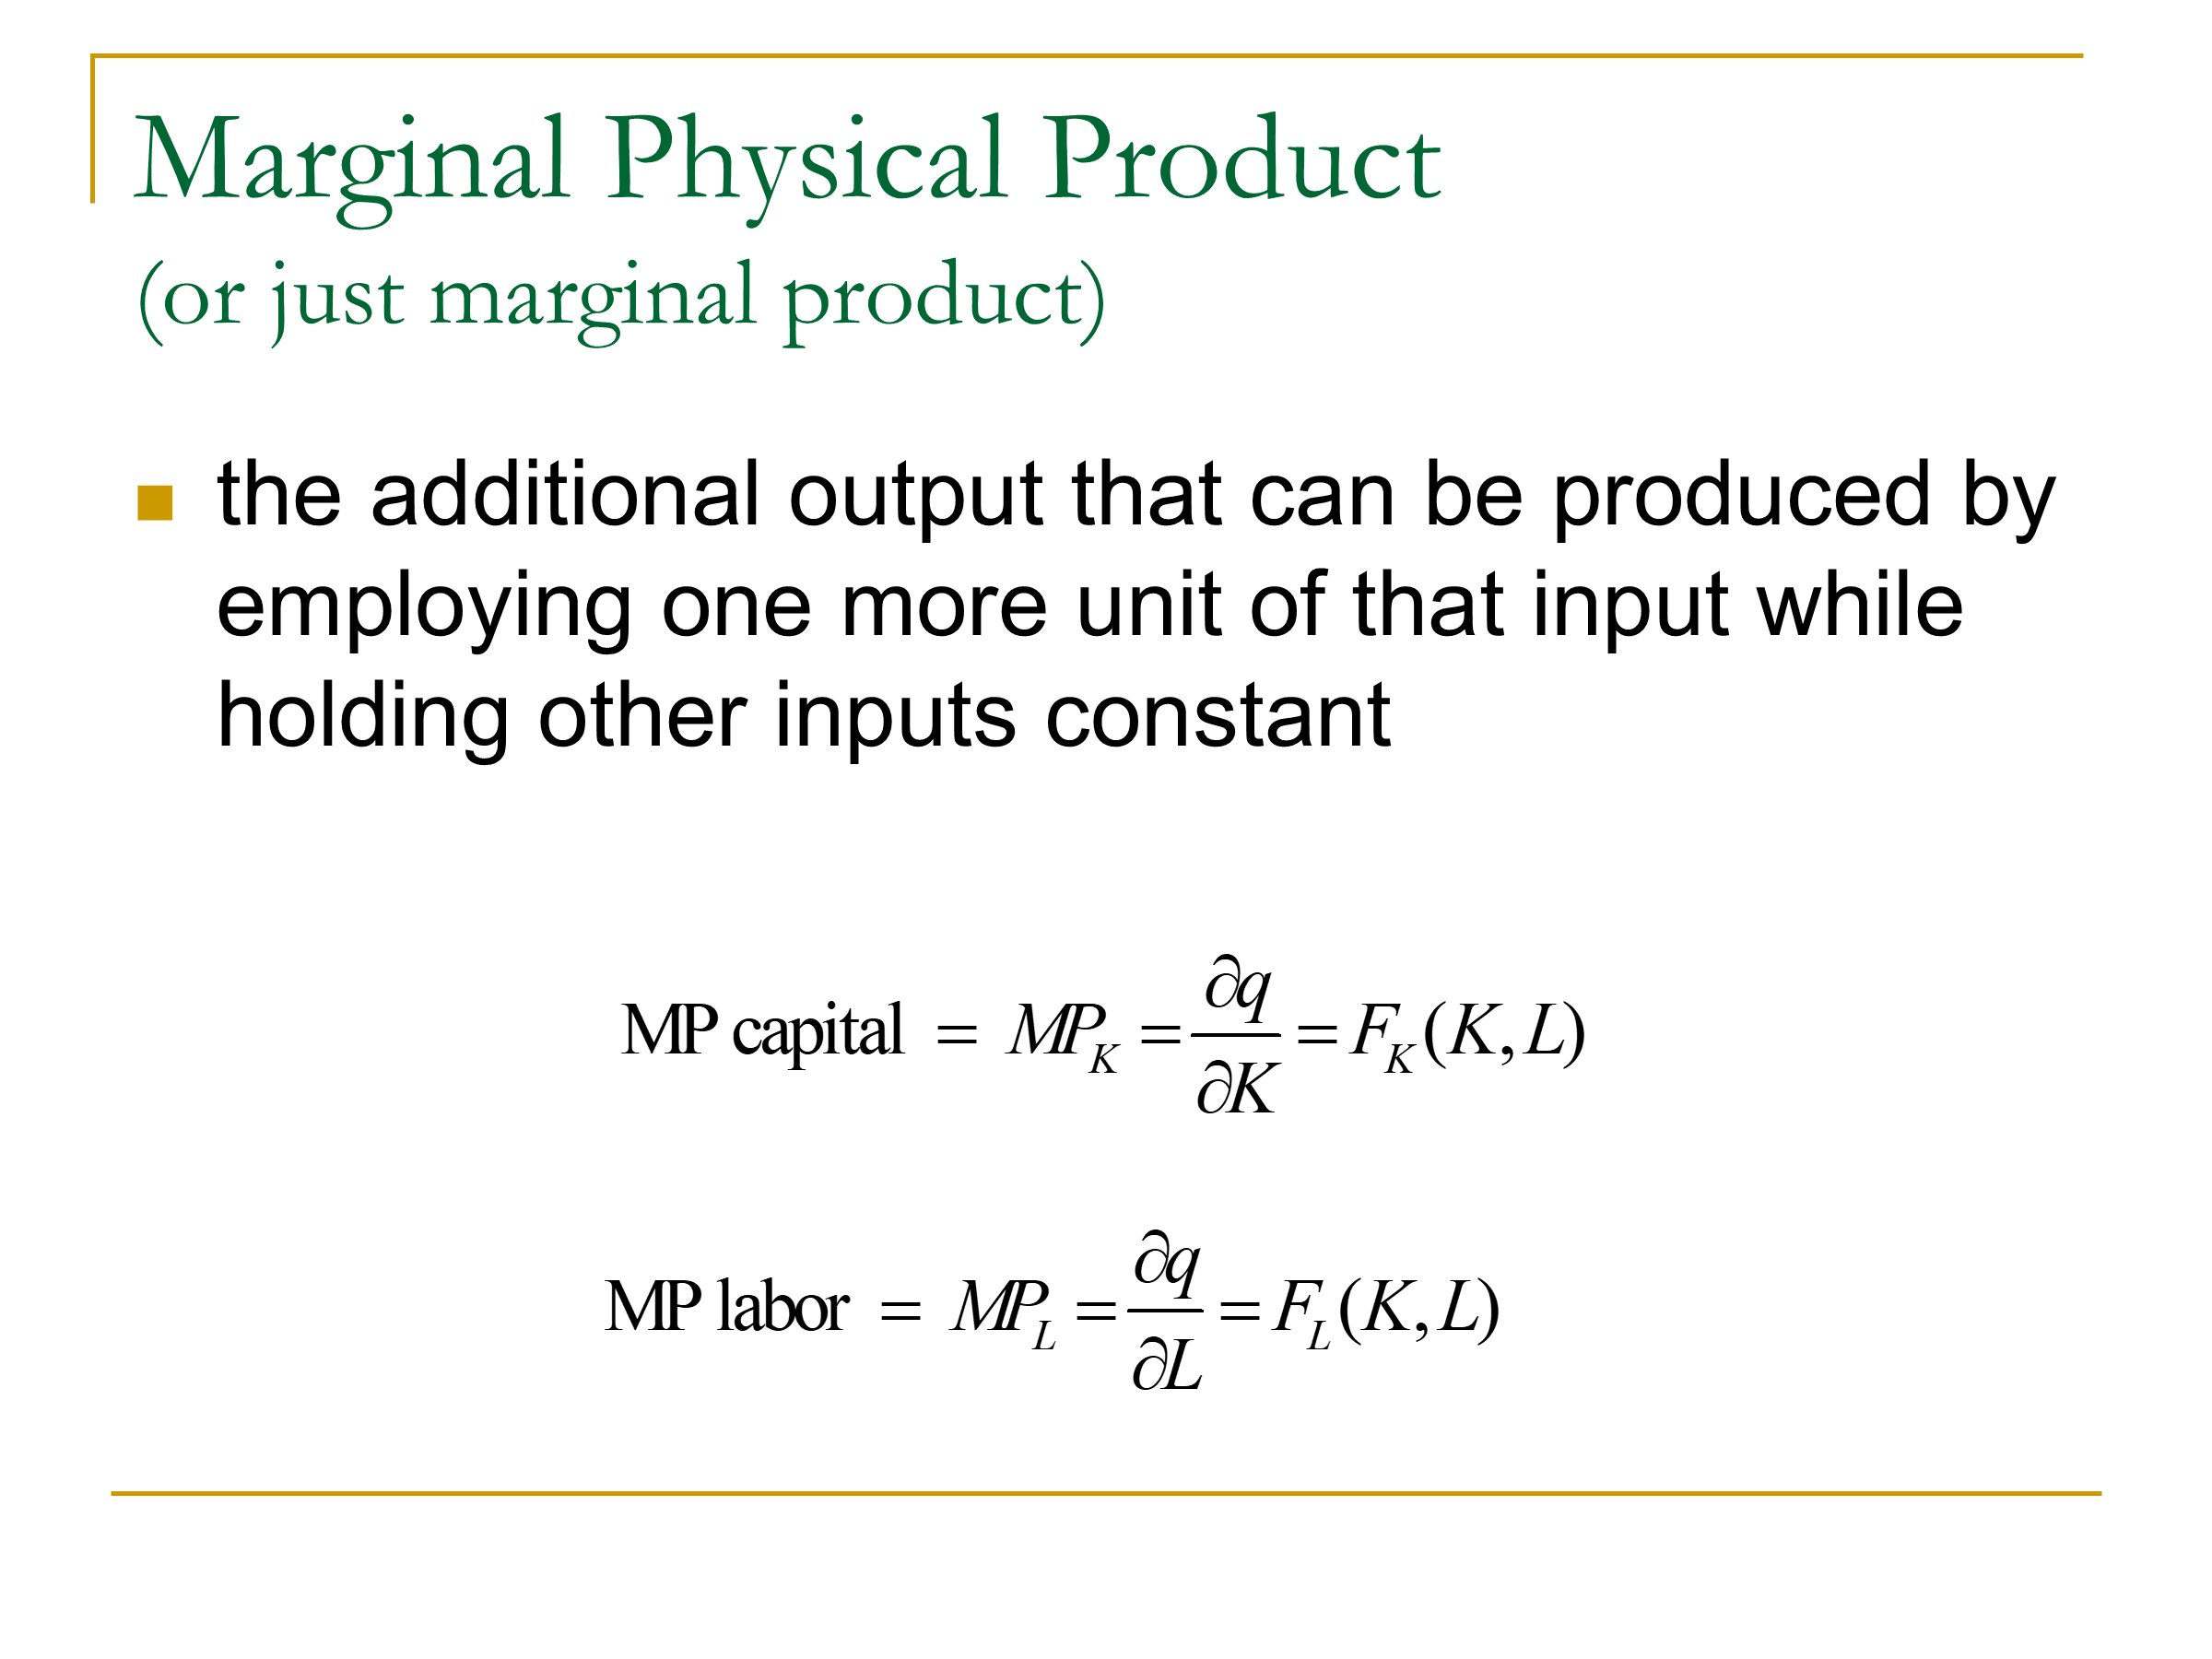 Marginal Physical Product
(or just marginal product)
the additional output that can be produced by
employing one more unit of that input while
holding other inputs constant
MP capital = MP_K = ∂q/∂K = F_K(K, L)
MP labor = MP_L = ∂q/∂L = F_L(K, L)